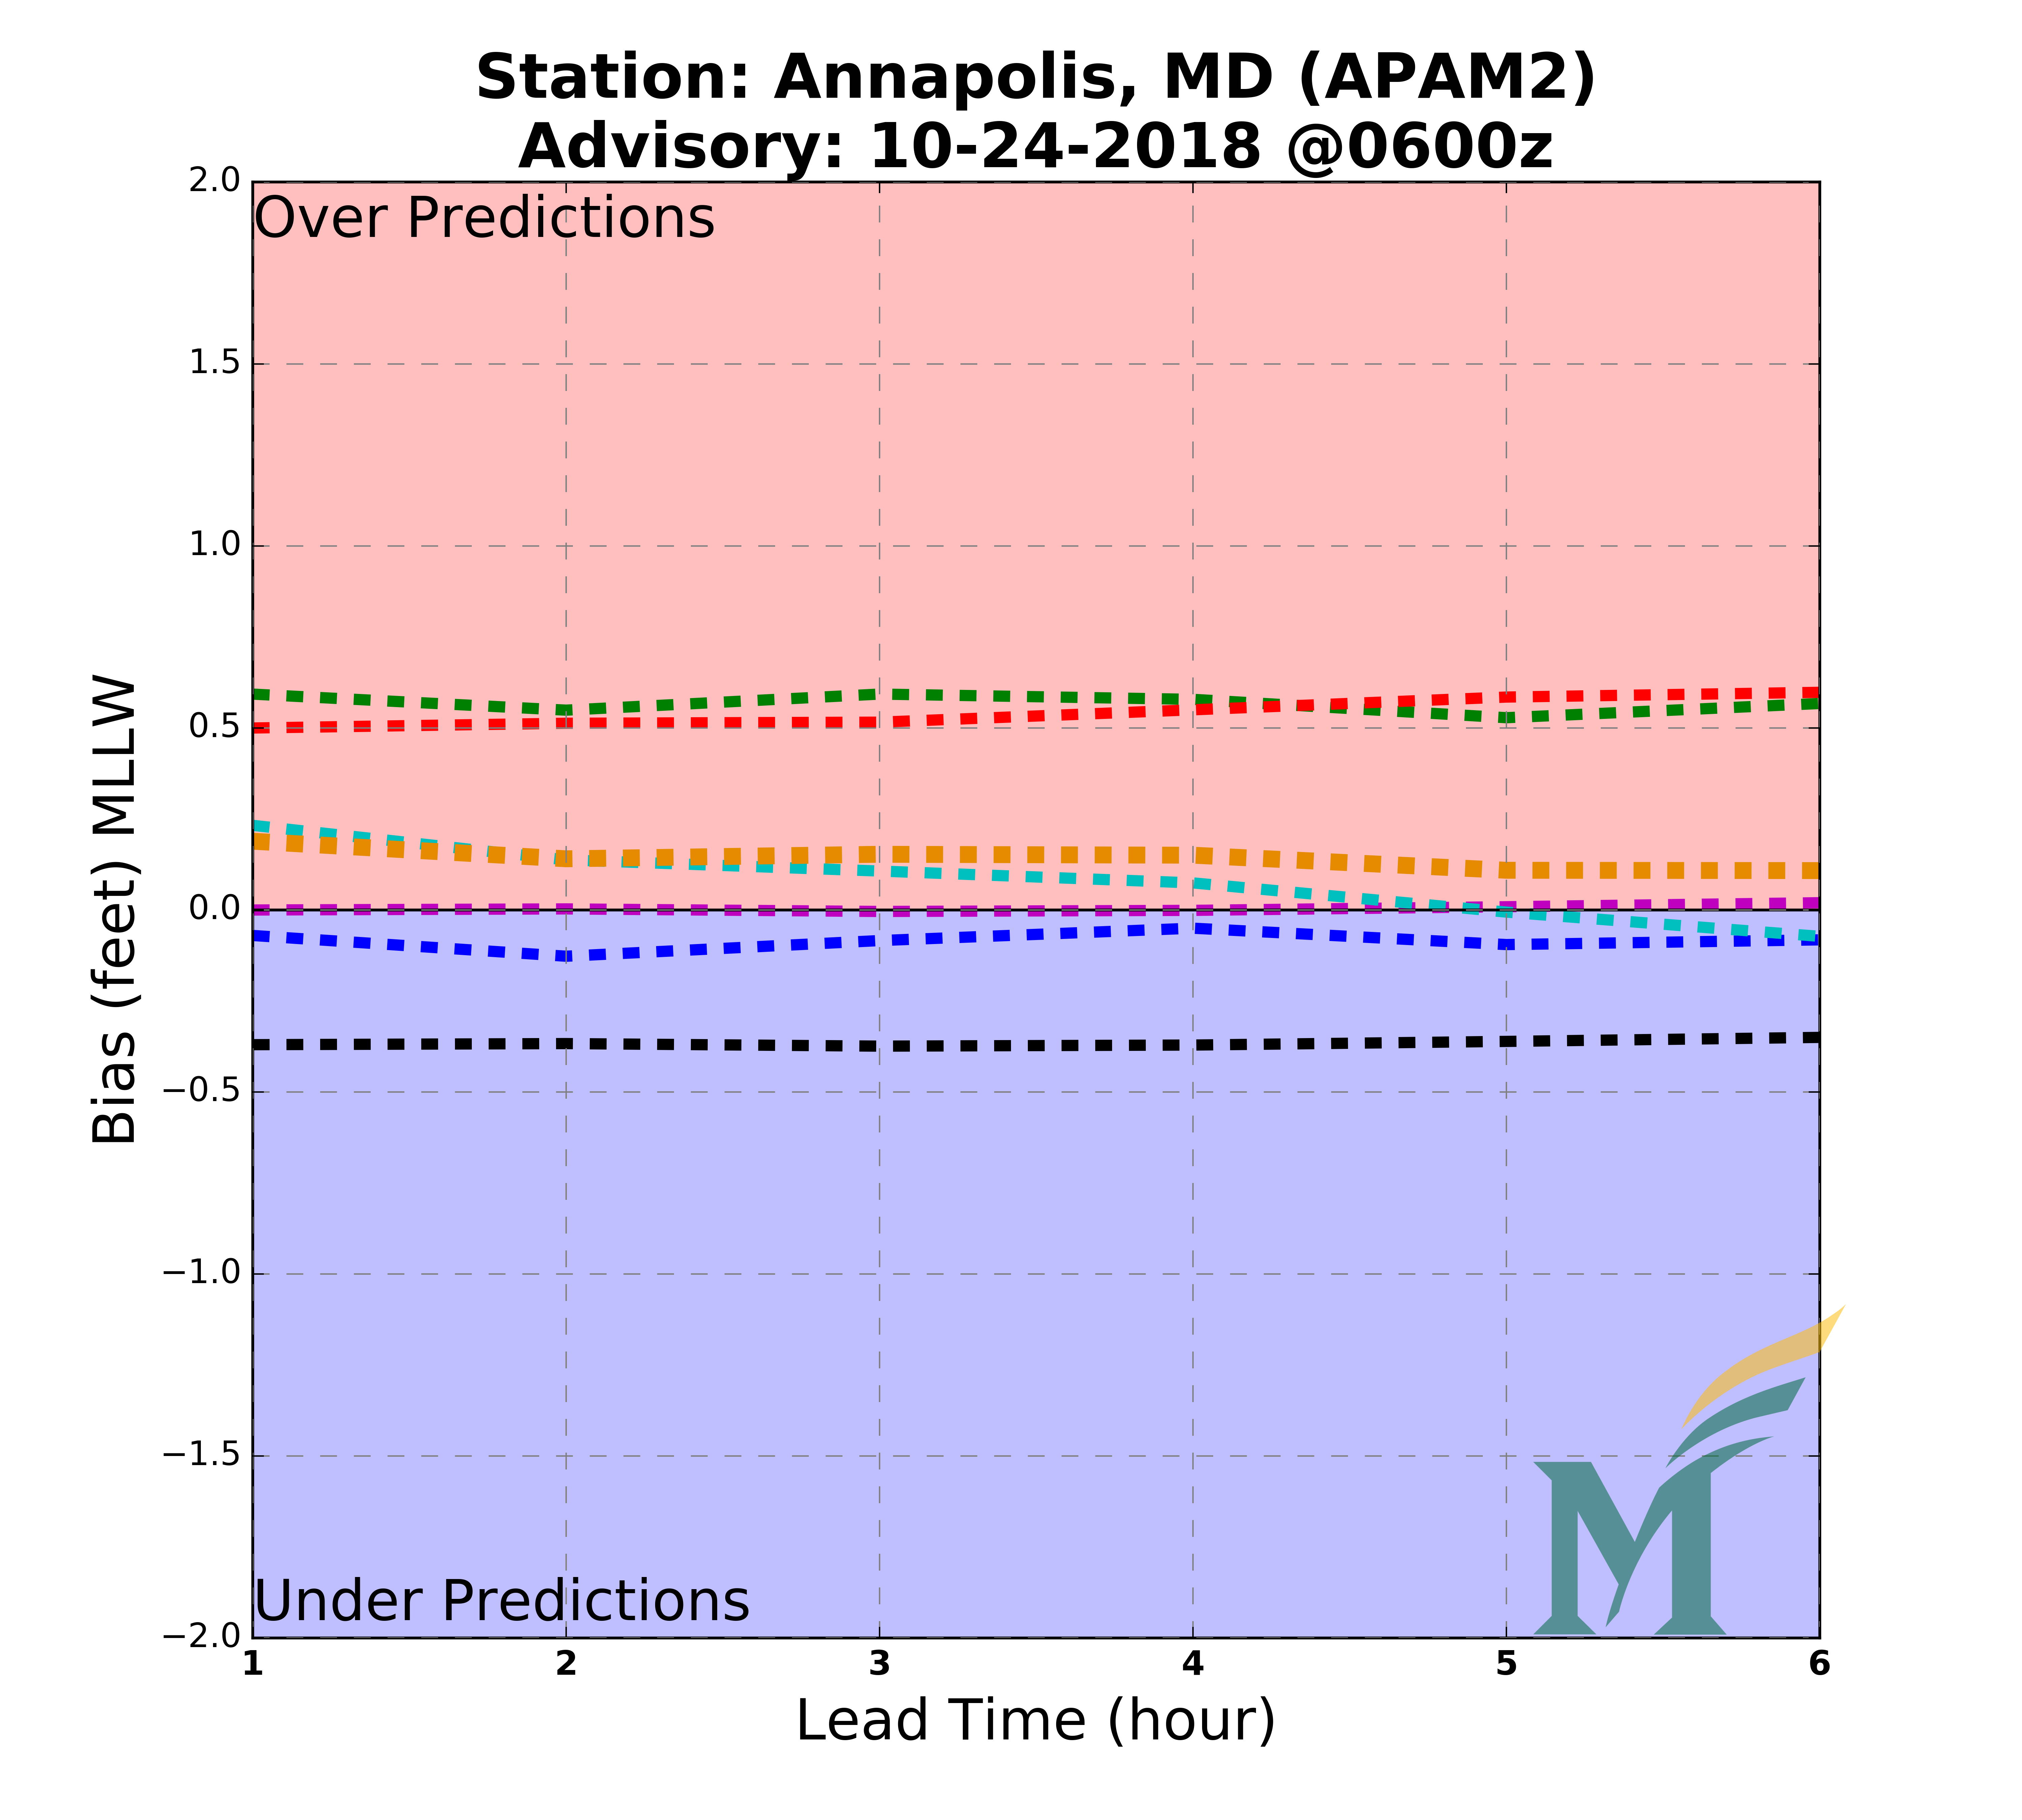 Station: Annapolis, MD (APAM2)
Advisory: 10-24-2018 @0600z
2.0
Over Predictions
1.5
1.0
0.5
0.0
−0.5
−1.0
−1.5
−2.0
Under Predictions
Bias (feet) MLLW
1 2 3 4 5 6
Lead Time (hour)
M